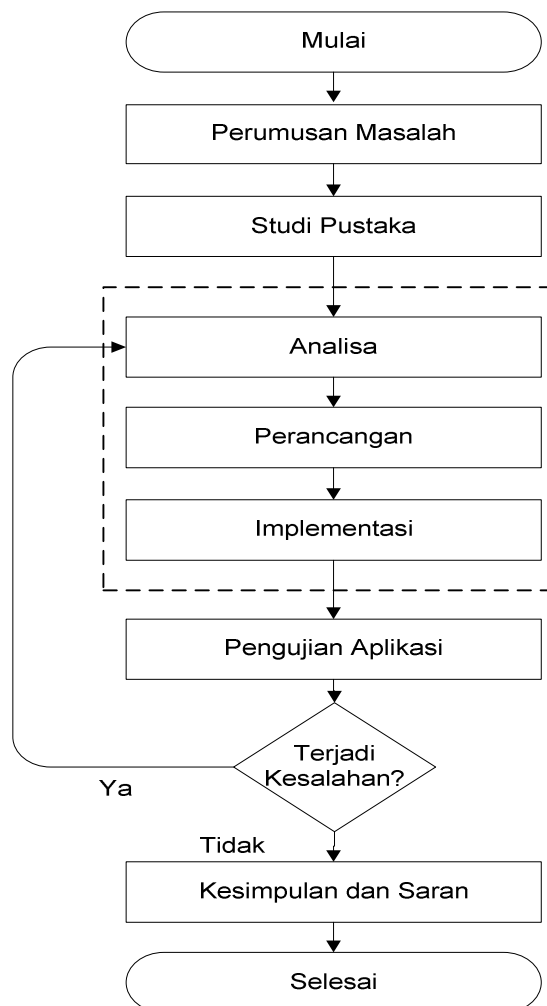 Mulai
Perumusan Masalah
Studi Pustaka
Analisa
Perancangan
Implementasi
Pengujian Aplikasi
Terjadi
Kesalahan?
Ya
Tidak
Kesimpulan dan Saran
Selesai